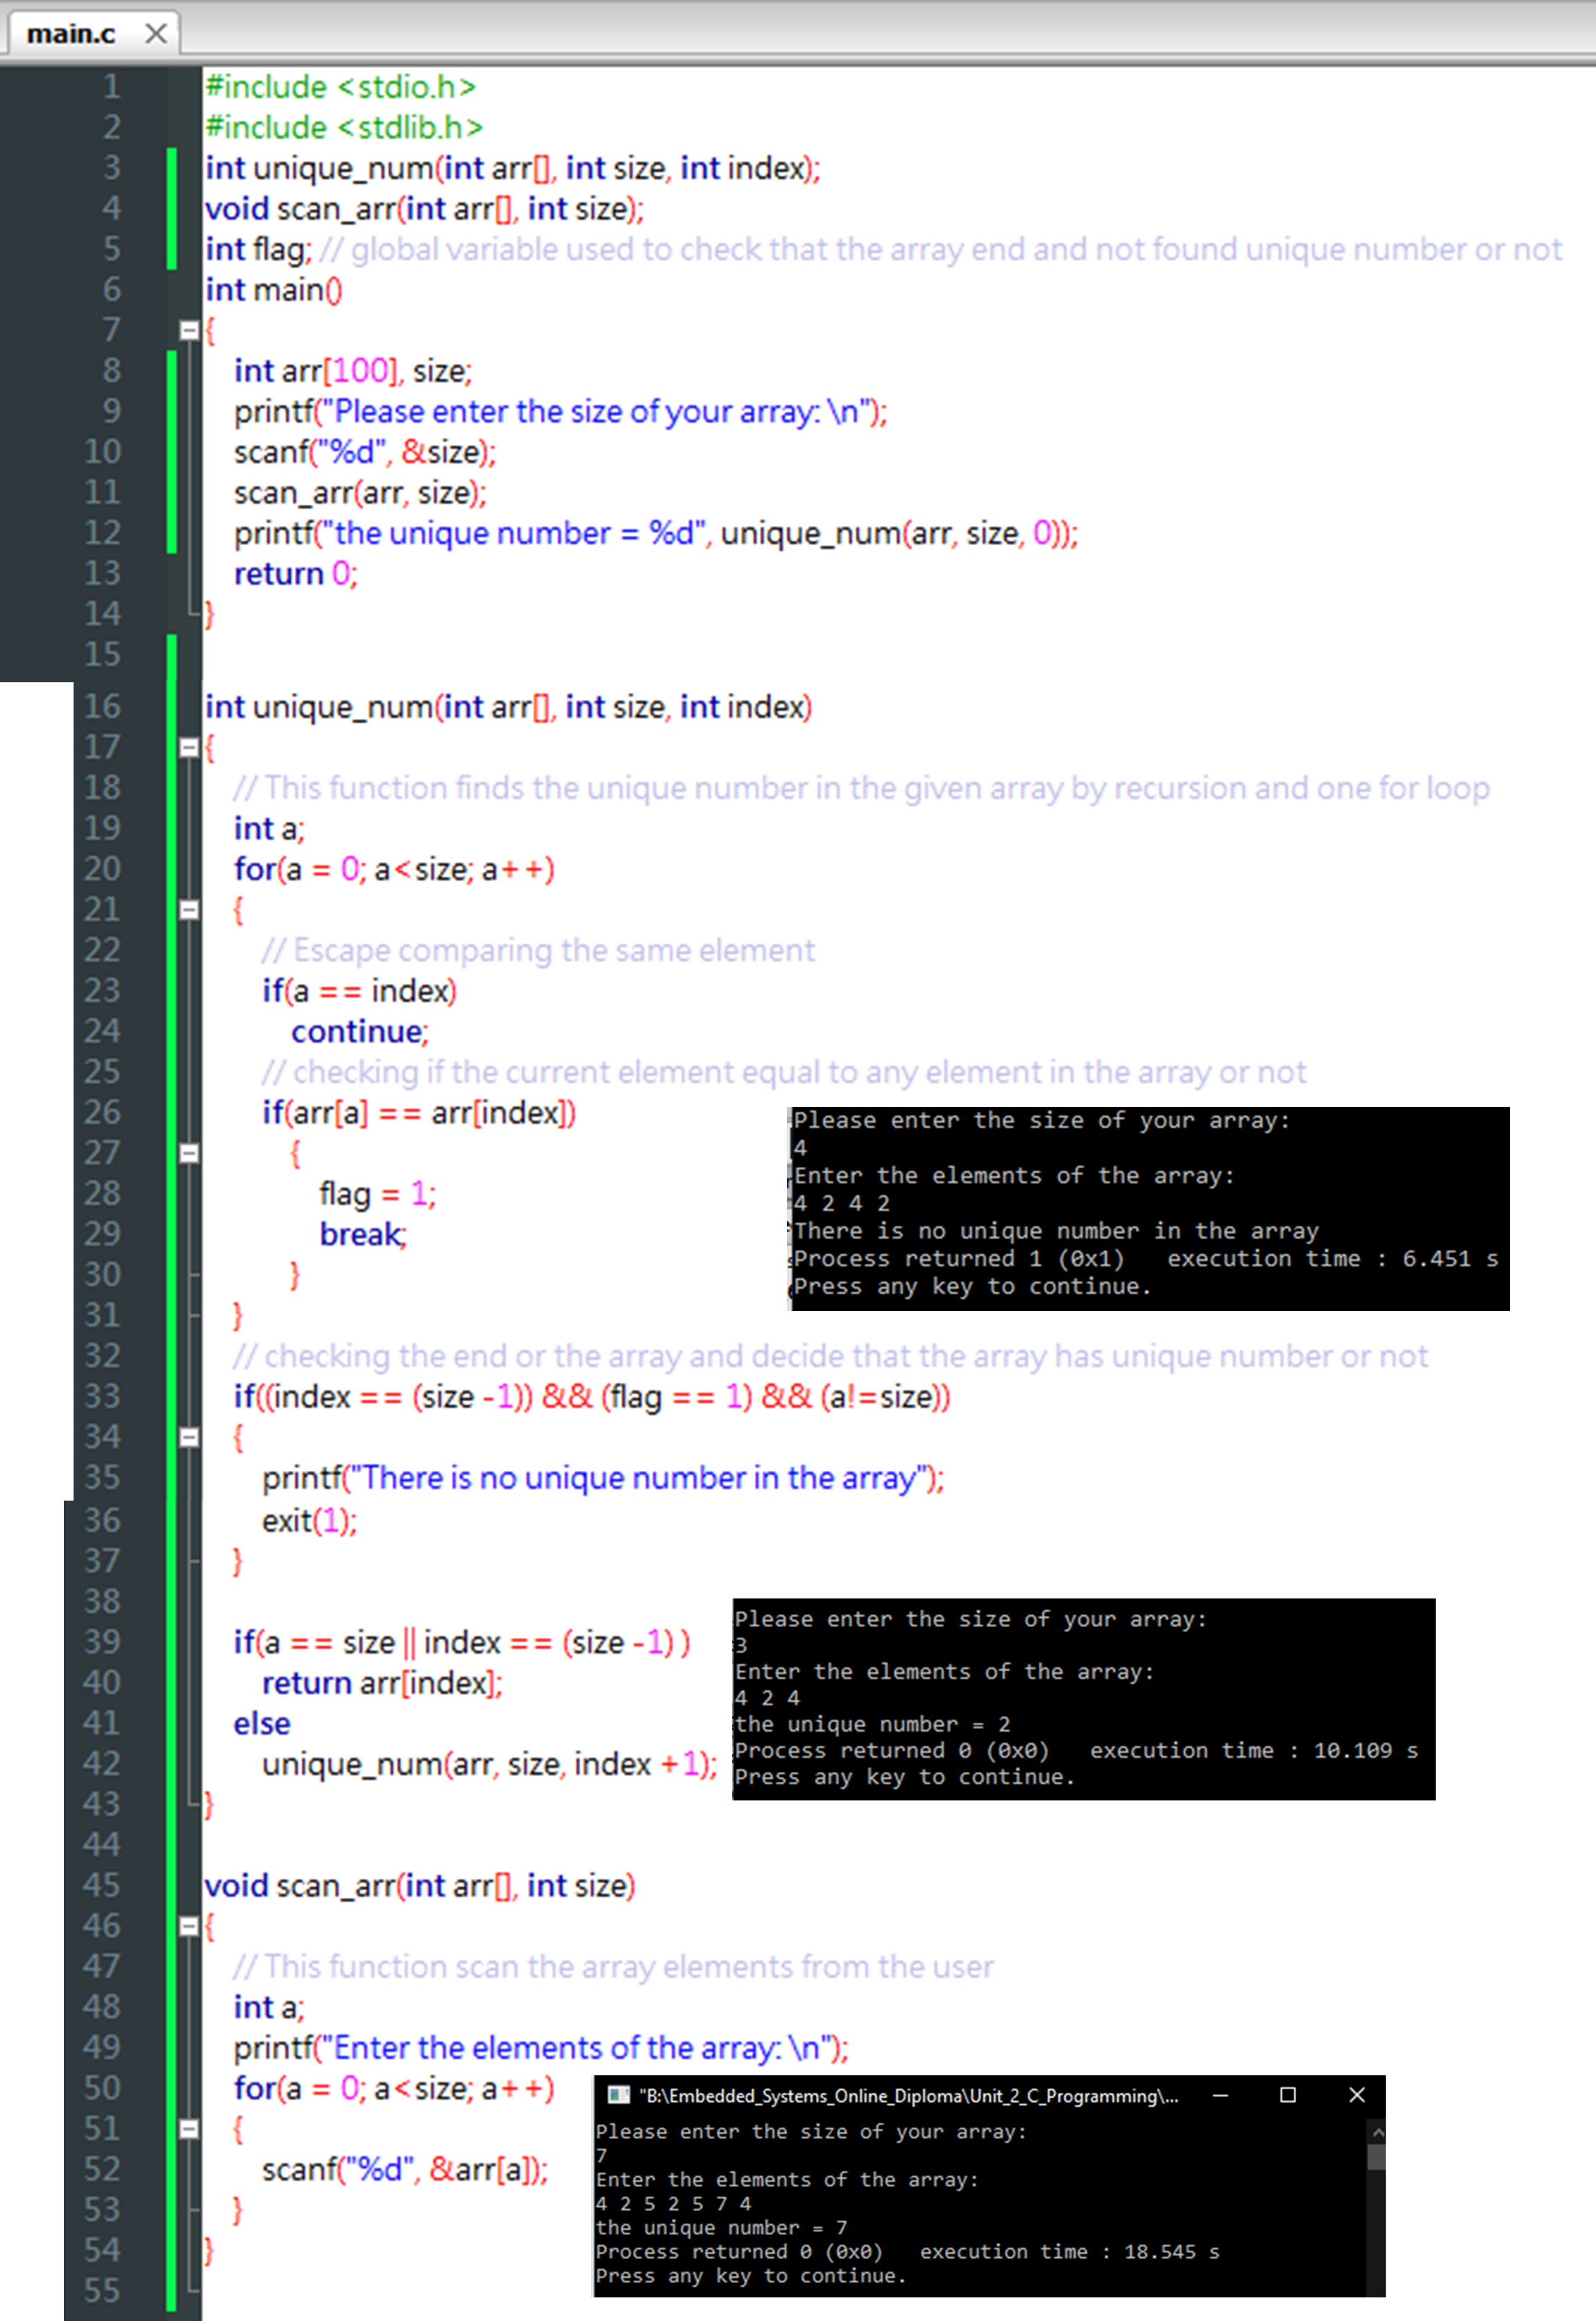 main.c
1 #include <stdio.h>
2 #include <stdlib.h>
3 int unique_num(int arr[], int size, int index);
4 void scan_arr(int arr[], int size);
5 int flag; // global variable used to check that the array end and not found unique number or not
6 int main()
7 {
8 int arr[100], size;
9 printf("Please enter the size of your array: \n");
10 scanf("%d", &size);
11 scan_arr(arr, size);
12 printf("the unique number = %d", unique_num(arr, size, 0));
13 return 0;
14 }
15
16 int unique_num(int arr[], int size, int index)
17 {
18 // This function finds the unique number in the given array by recursion and one for loop
19 int a;
20 for(a = 0; a<size; a++)
21 {
22 // Escape comparing the same element
23 if(a == index)
24 continue;
25 // checking if the current element equal to any element in the array or not
26 if(arr[a] == arr[index])
27 {
28 flag = 1;
29 break;
30 }
31 }
32 // checking the end or the array and decide that the array has unique number or not
33 if((index == (size -1)) && (flag == 1) && (a!=size))
34 {
35 printf("There is no unique number in the array");
36 exit(1);
37 }
38
39 if(a == size || index == (size -1) )
40 return arr[index];
41 else
42 unique_num(arr, size, index +1);
43 }
44
45 void scan_arr(int arr[], int size)
46 {
47 // This function scan the array elements from the user
48 int a;
49 printf("Enter the elements of the array: \n");
50 for(a = 0; a<size; a++)
51 {
52 scanf("%d", &arr[a]);
53 }
54 }
55
Please enter the size of your array:
4
Enter the elements of the array:
4 2 4 2
There is no unique number in the array
Process returned 1 (0x1) execution time : 6.451 s
Press any key to continue.
Please enter the size of your array:
3
Enter the elements of the array:
4 2 4
the unique number = 2
Process returned 0 (0x0) execution time : 10.109 s
Press any key to continue.
"B:\Embedded_Systems_Online_Diploma\Unit_2_C_Programming\...
Please enter the size of your array:
7
Enter the elements of the array:
4 2 5 2 5 7 4
the unique number = 7
Process returned 0 (0x0) execution time : 18.545 s
Press any key to continue.